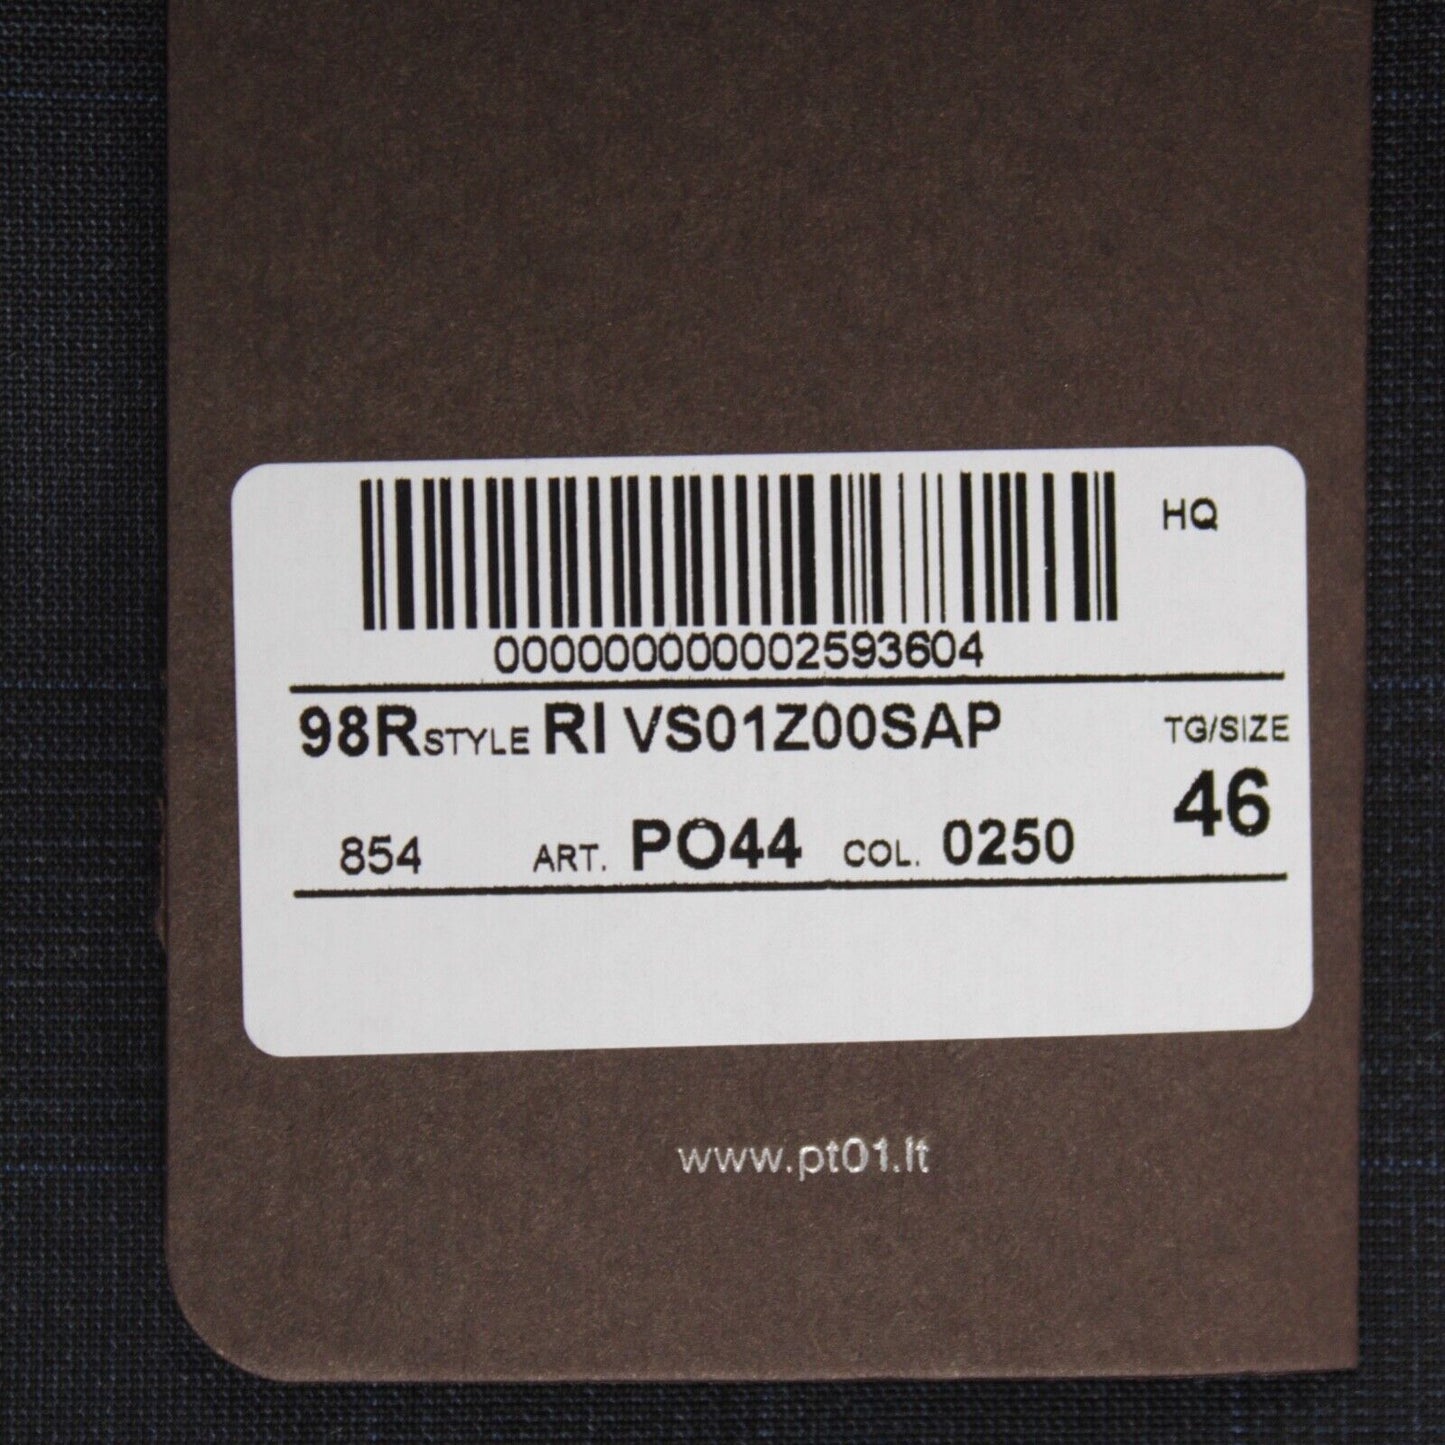 HQ
000000000002593604
98R STYLE RI VS01Z00SAP TG/SIZE
46
854 ART. PO44 COL. 0250
www.pt01.it